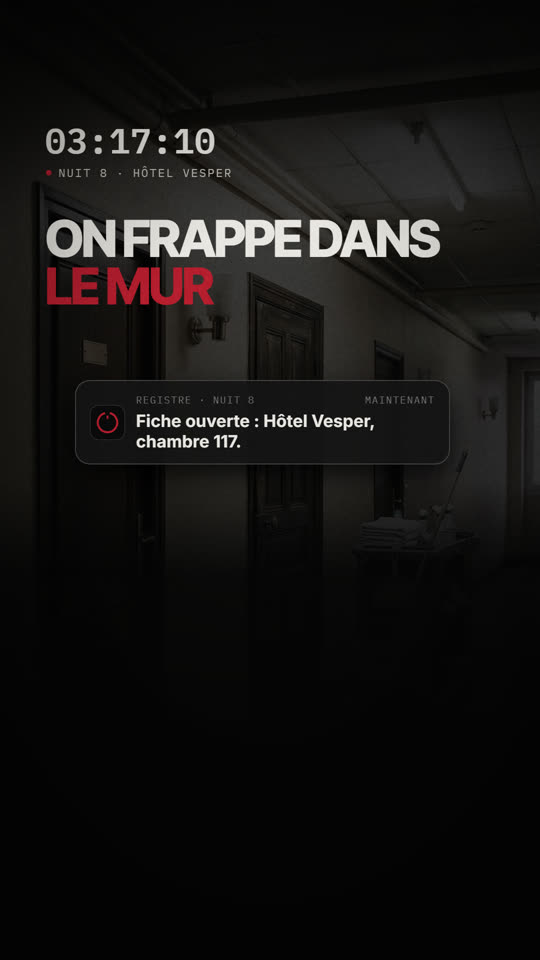 03:17:10
NUIT 8 · HÔTEL VESPER
ON FRAPPE DANS
LE MUR
REGISTRE · NUIT 8
MAINTENANT
Fiche ouverte : Hôtel Vesper,
chambre 117.